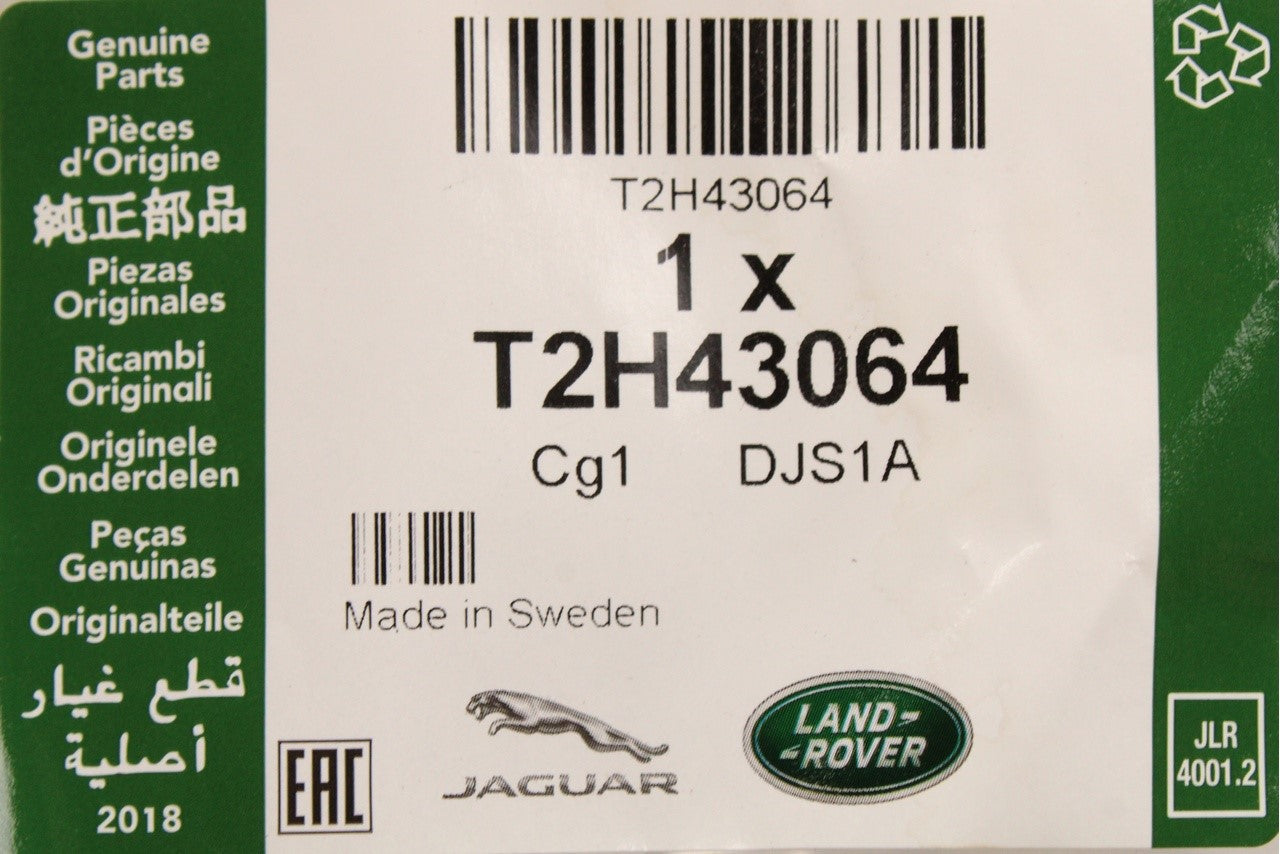 Genuine
Parts
Pièces
d'Origine
純正部品
Piezas
Originales
Ricambi
Originali
Originele
Onderdelen
Peças
Genuinas
Originalteile
قطع غيار
أصلية
2018
T2H43064
1 x
T2H43064
Cg1 DJS1A
Made in Sweden
EAC
JAGUAR
LAND-
-ROVER
JLR
4001.2